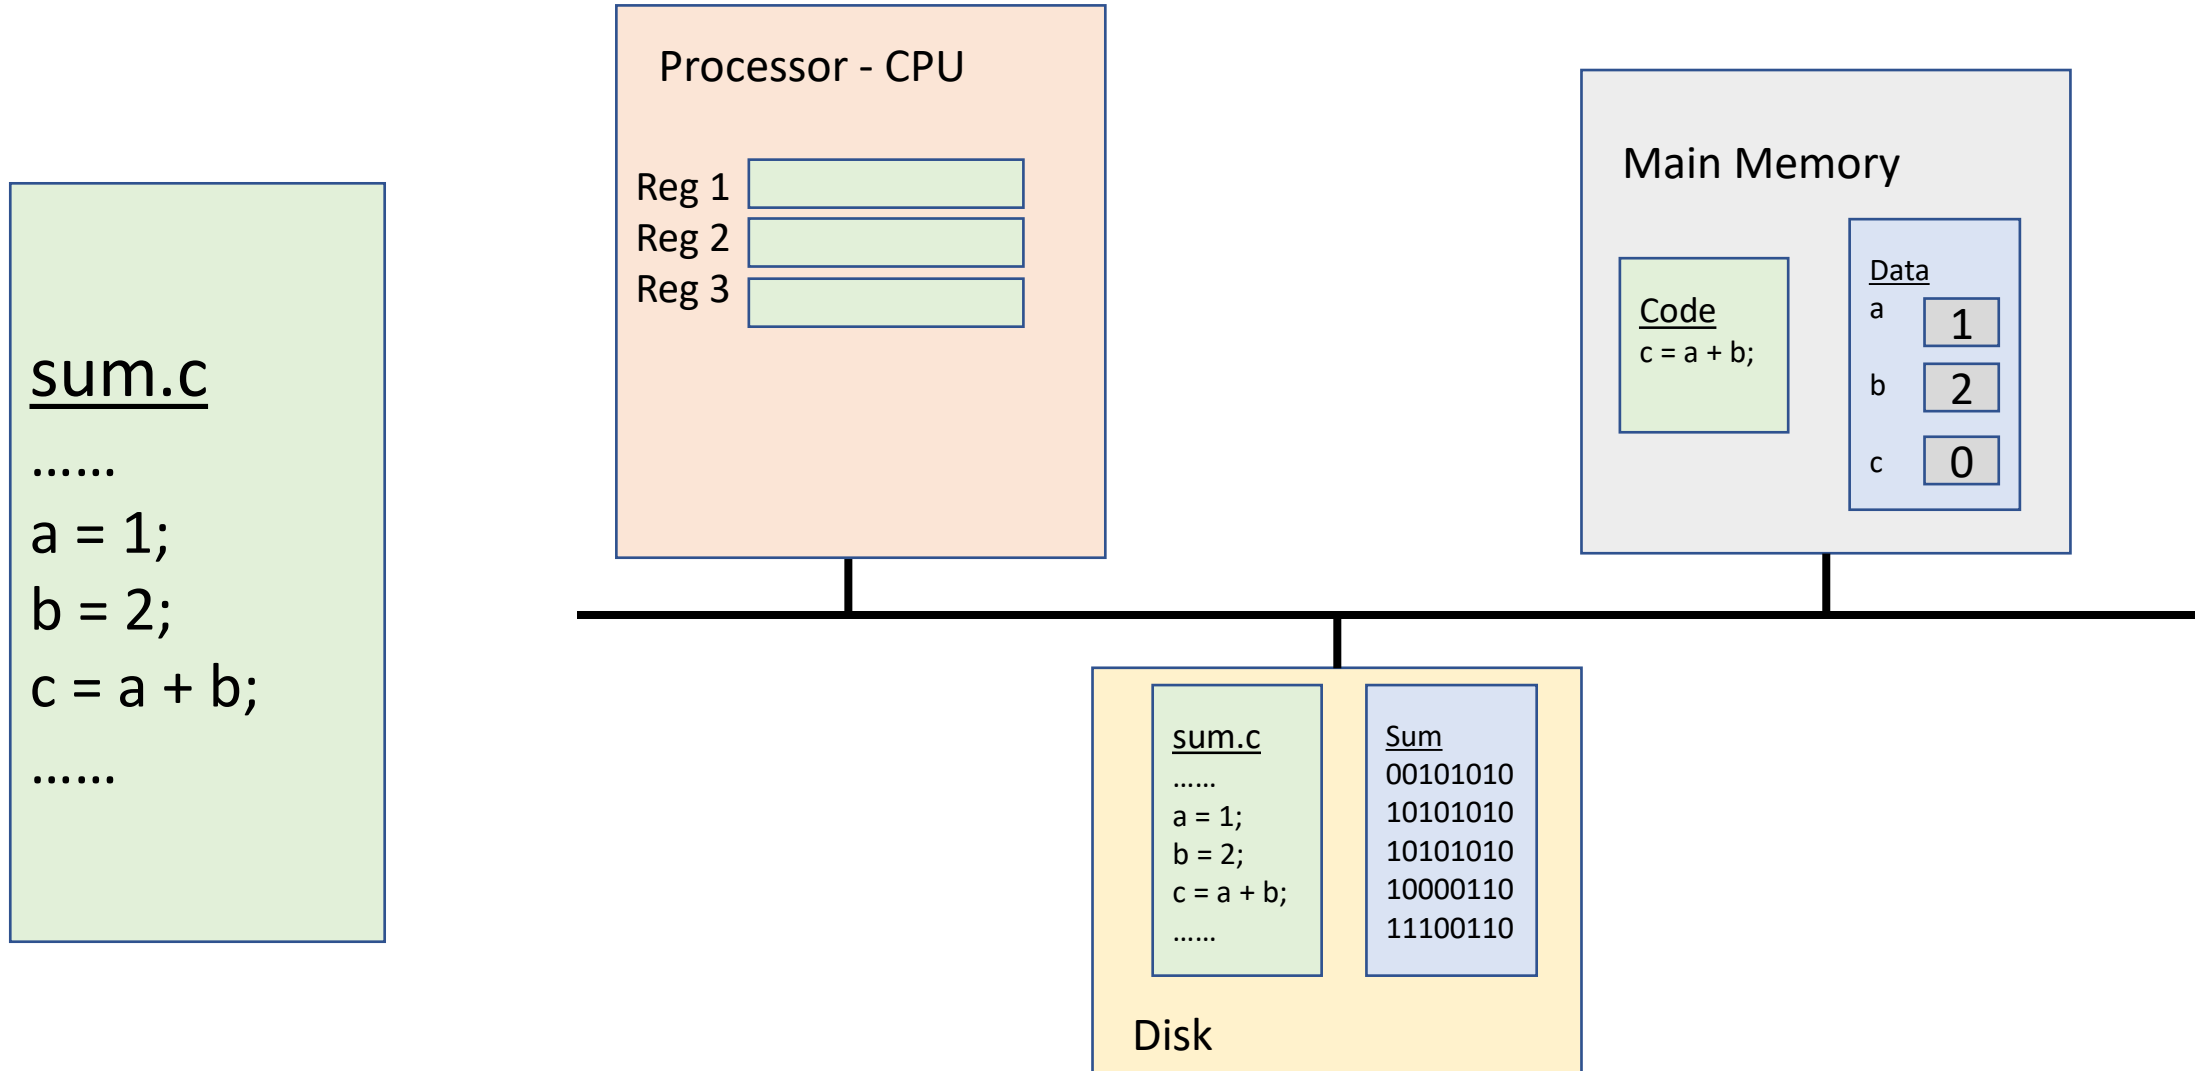 sum.c
……
a = 1;
b = 2;
c = a + b;
……
Processor - CPU
Reg 1
Reg 2
Reg 3
Main Memory
Code
c = a + b;
Data
a 1
b 2
c 0
sum.c
……
a = 1;
b = 2;
c = a + b;
……
Sum
00101010
10101010
10101010
10000110
11100110
Disk